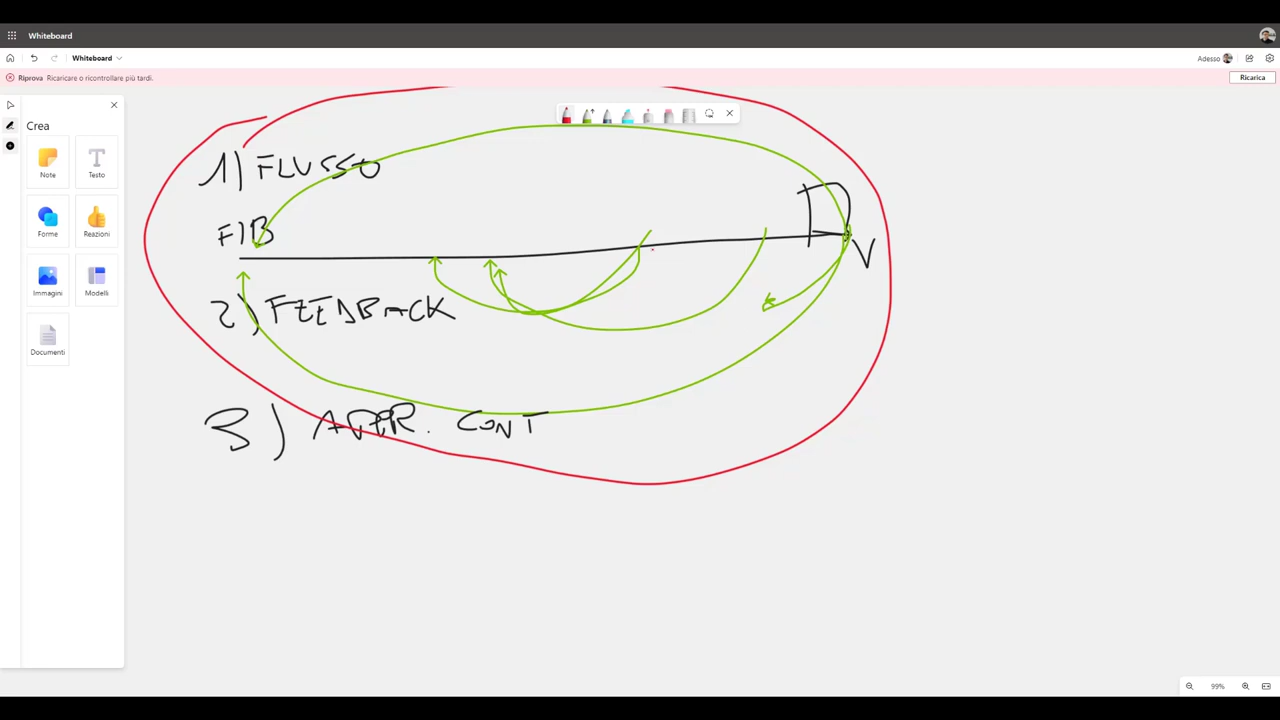 Whiteboard
Whiteboard
Adesso
Riprova Ricaricare o ricontrollare più tardi.
Ricarica
Crea
Note
Testo
Forme
Reazioni
Immagini
Modelli
Documenti
1) FLUSSO
F)B
V
2) FEEDBACK
3) APPR. CONT
99%